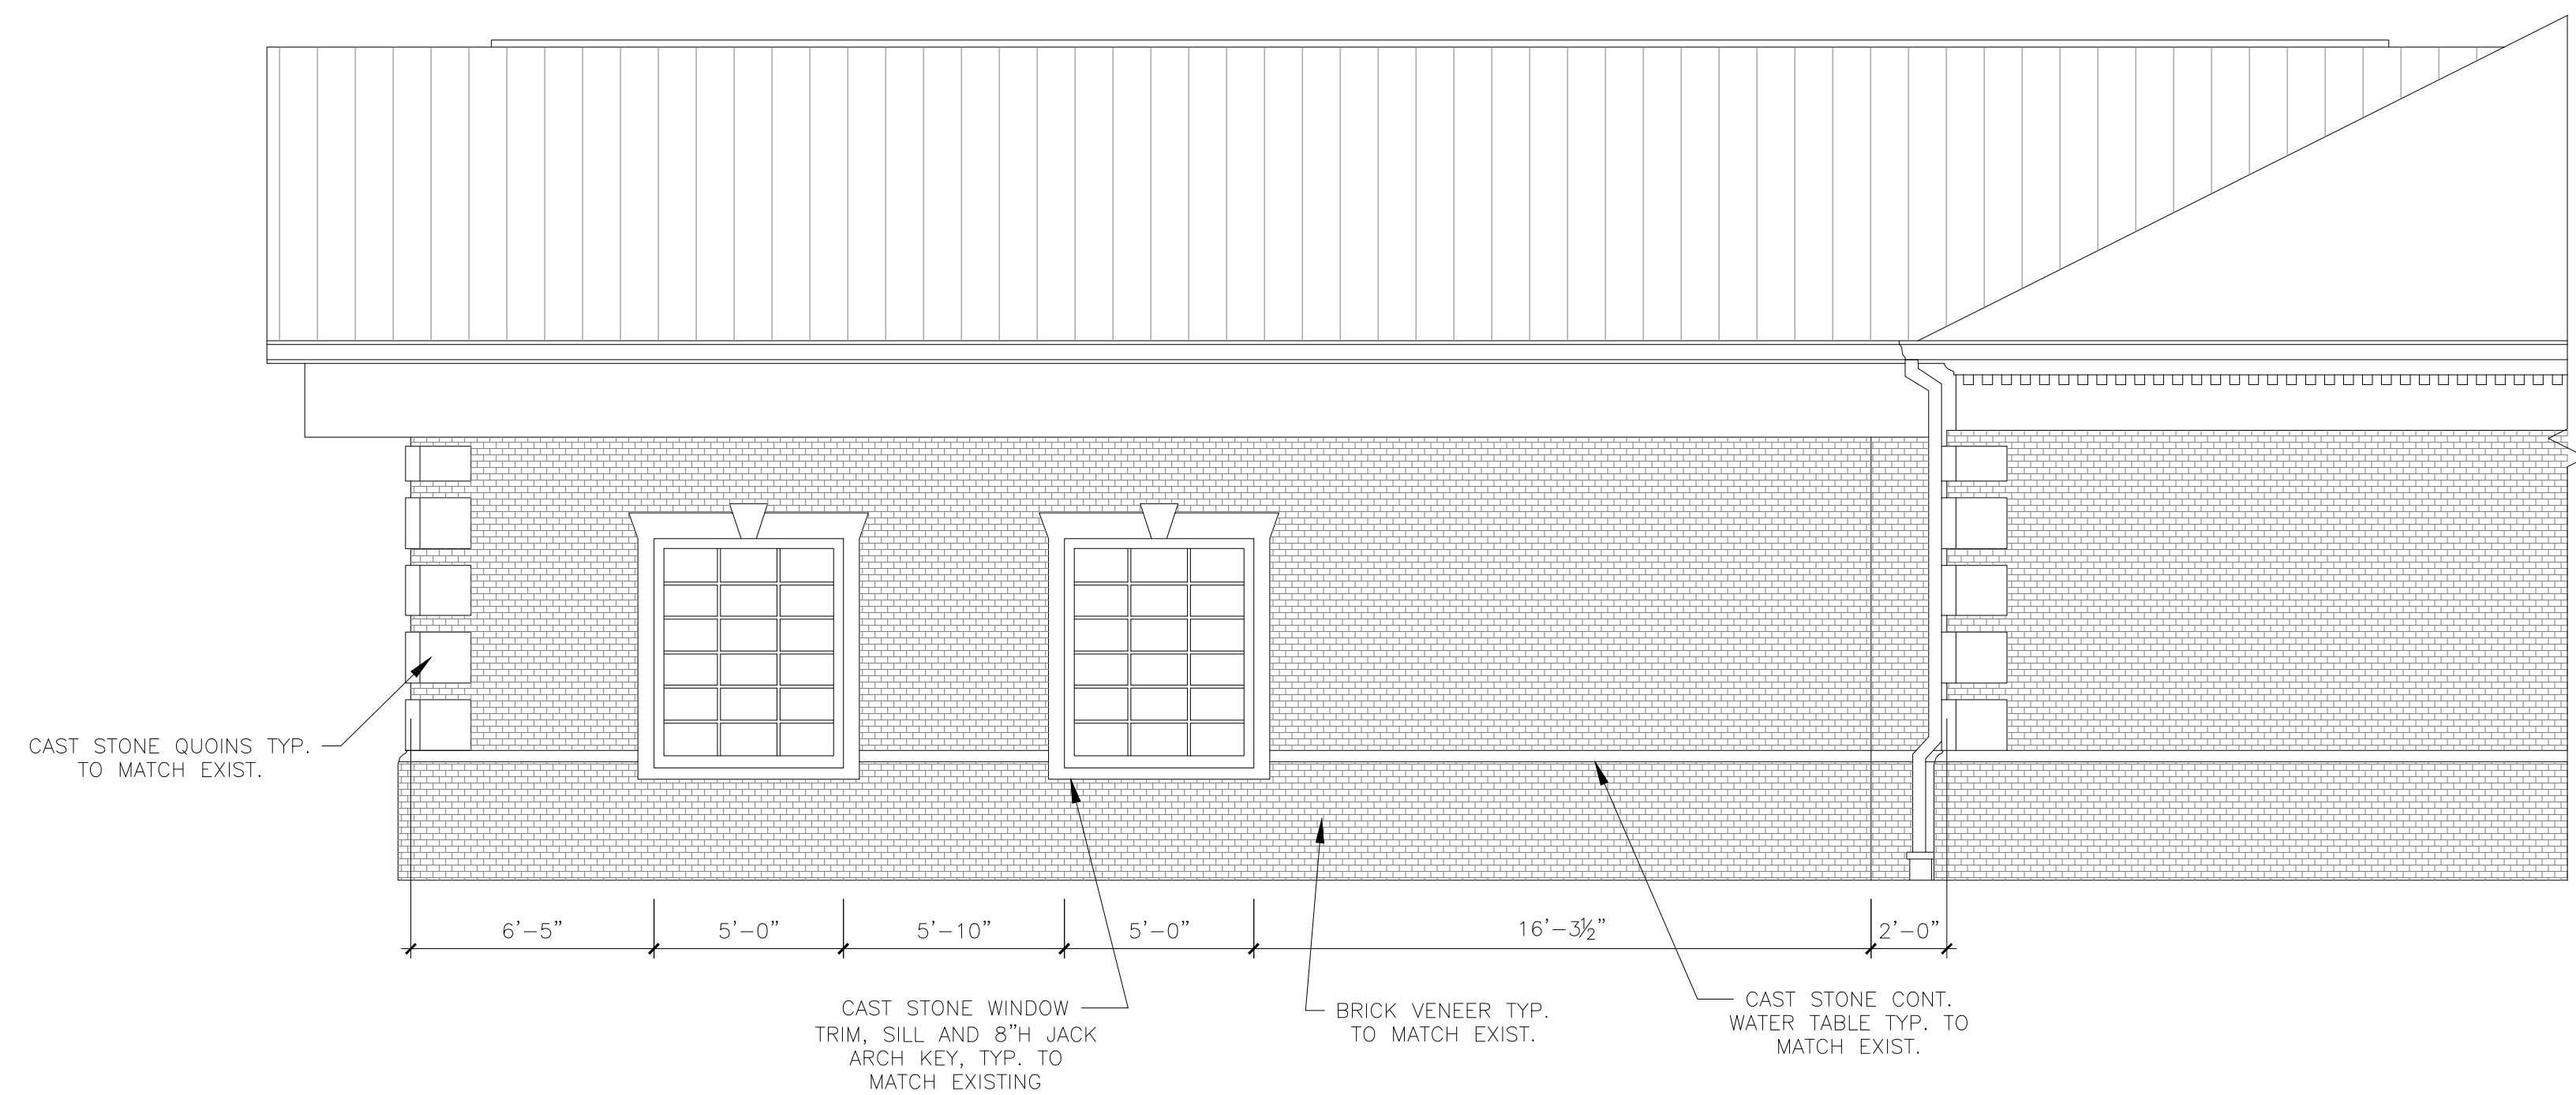 CAST STONE QUOINS TYP.
TO MATCH EXIST.
6'-5" 5'-0" 5'-10" 5'-0" 16'-3½" 2'-0"
CAST STONE WINDOW
TRIM, SILL AND 8"H JACK
ARCH KEY, TYP. TO
MATCH EXISTING
BRICK VENEER TYP.
TO MATCH EXIST.
CAST STONE CONT.
WATER TABLE TYP. TO
MATCH EXIST.